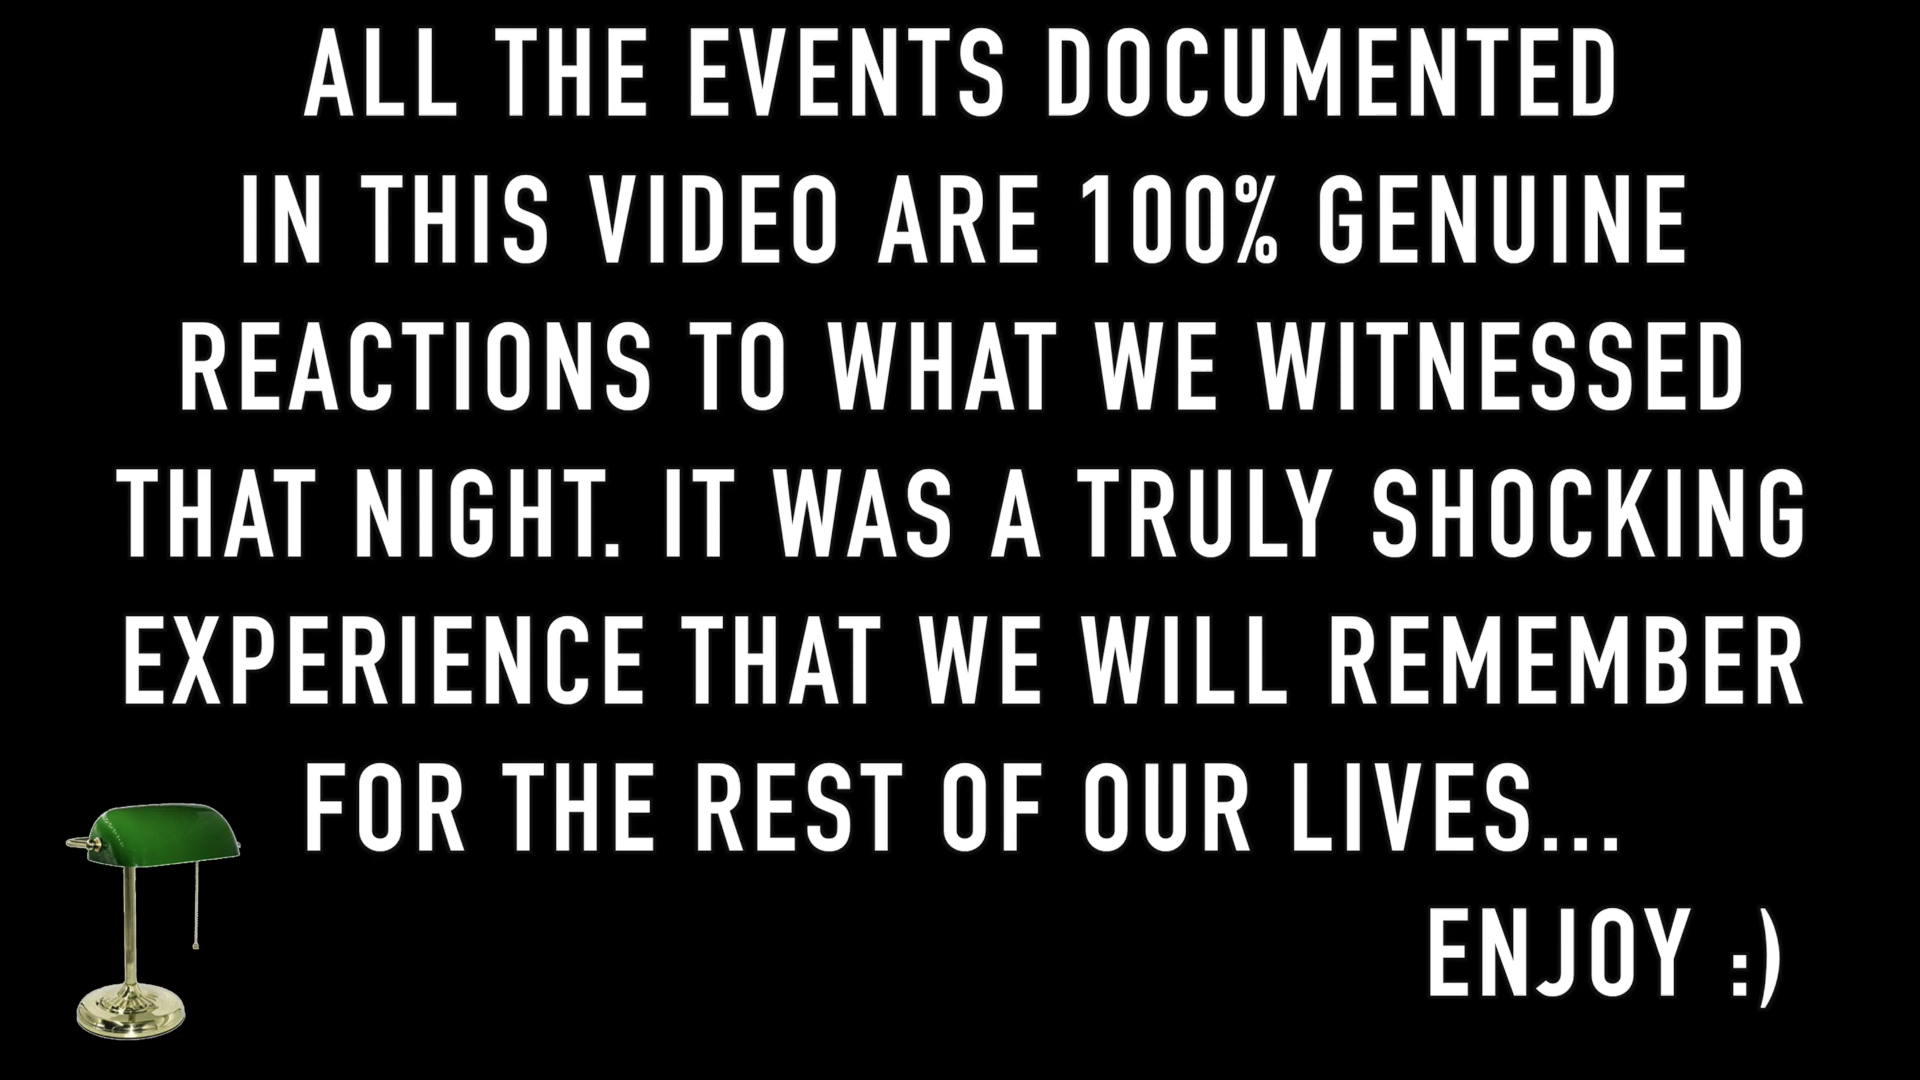 ALL THE EVENTS DOCUMENTED
IN THIS VIDEO ARE 100% GENUINE
REACTIONS TO WHAT WE WITNESSED
THAT NIGHT. IT WAS A TRULY SHOCKING
EXPERIENCE THAT WE WILL REMEMBER
FOR THE REST OF OUR LIVES...
ENJOY :)